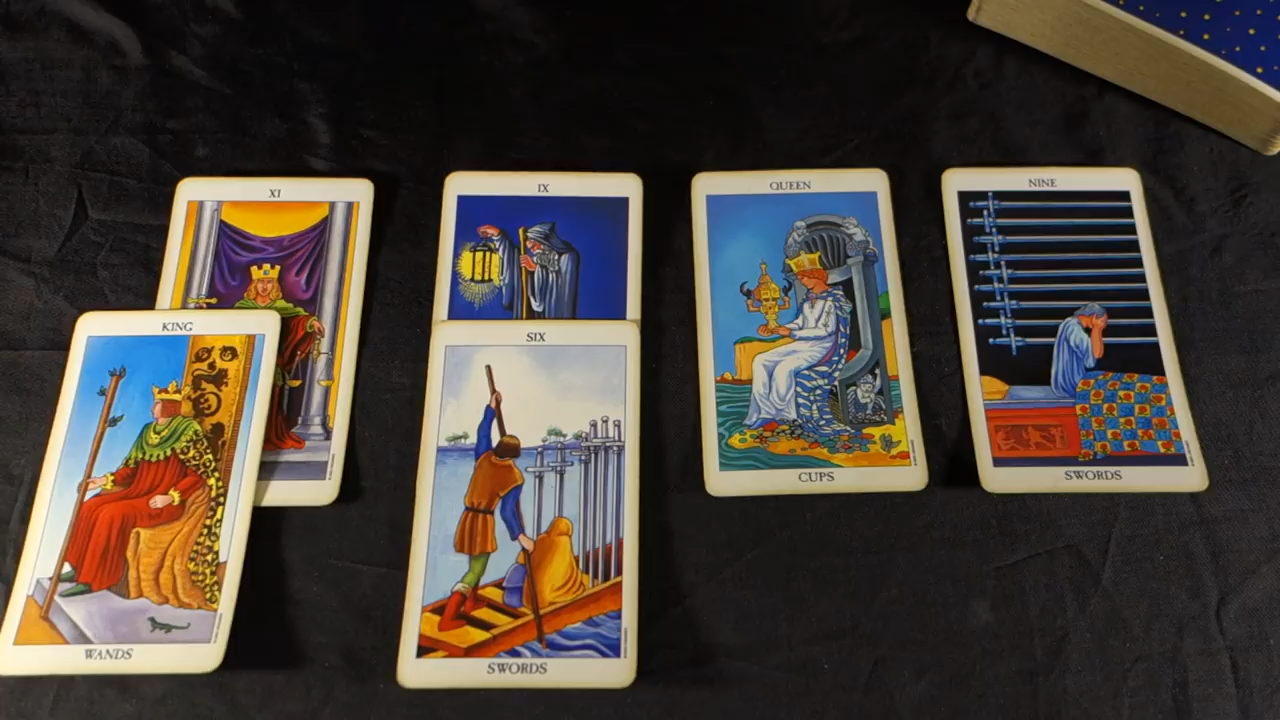 XI
IX
QUEEN
NINE
KING
SIX
CUPS
SWORDS
WANDS
SWORDS